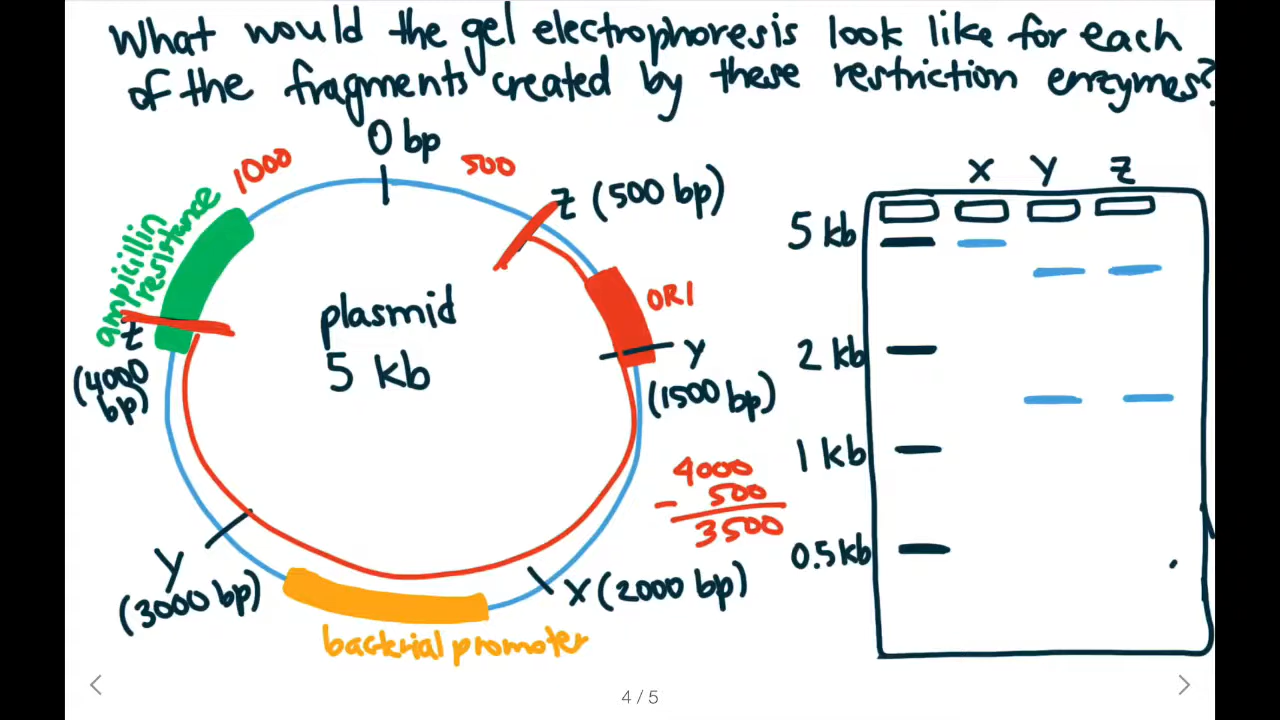 What would the gel electrophoresis look like for each
of the fragments created by these restriction enzymes?
0 bp
1000
500
Z (500 bp)
ampicillin
resistance
ORI
plasmid
5 kb
Z
(4000
bp)
Y
(1500 bp)
4000
- 500
3500
Y
(3000 bp)
X (2000 bp)
bacterial promoter
X Y Z
5 kb
2 kb
1 kb
0.5 kb
4 / 5